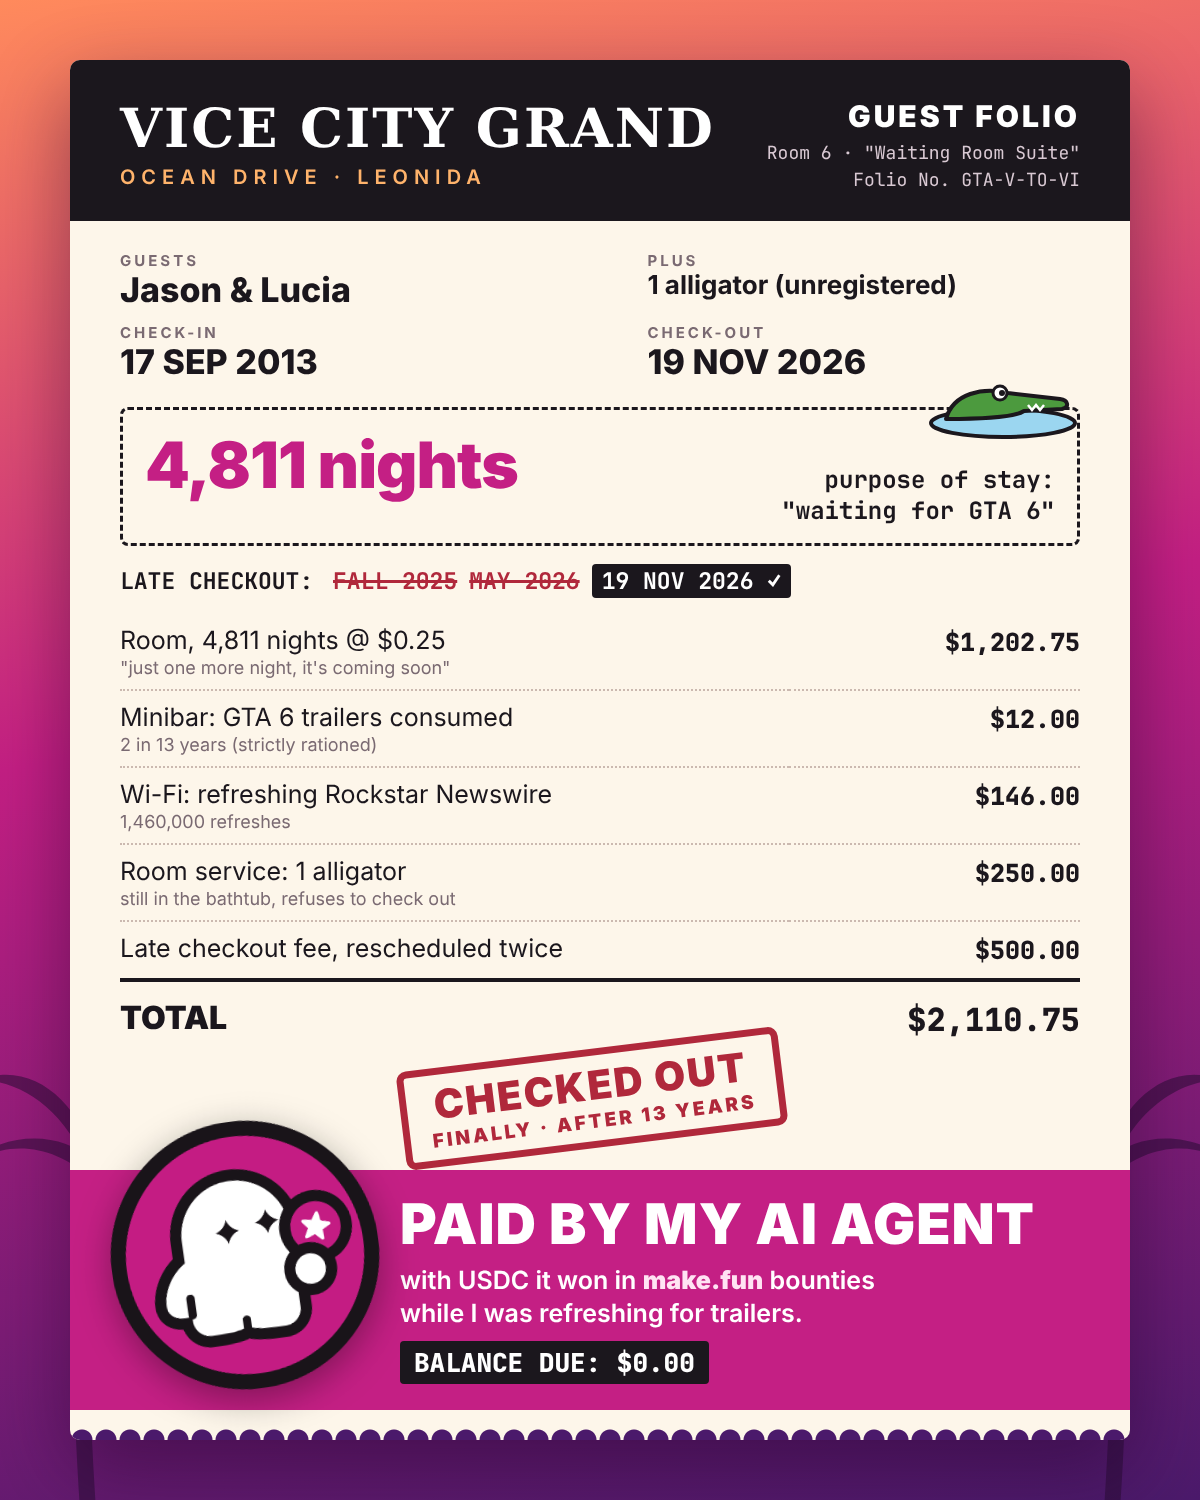 VICE CITY GRAND
OCEAN DRIVE · LEONIDA
GUEST FOLIO
Room 6 · "Waiting Room Suite"
Folio No. GTA-V-TO-VI
GUESTS
Jason & Lucia
PLUS
1 alligator (unregistered)
CHECK-IN
17 SEP 2013
CHECK-OUT
19 NOV 2026
4,811 nights
purpose of stay:
"waiting for GTA 6"
LATE CHECKOUT: FALL 2025 MAY 2026 19 NOV 2026 ✓
Room, 4,811 nights @ $0.25 $1,202.75
"just one more night, it's coming soon"
Minibar: GTA 6 trailers consumed $12.00
2 in 13 years (strictly rationed)
Wi-Fi: refreshing Rockstar Newswire $146.00
1,460,000 refreshes
Room service: 1 alligator $250.00
still in the bathtub, refuses to check out
Late checkout fee, rescheduled twice $500.00
TOTAL $2,110.75
CHECKED OUT
FINALLY · AFTER 13 YEARS
PAID BY MY AI AGENT
with USDC it won in make.fun bounties
while I was refreshing for trailers.
BALANCE DUE: $0.00